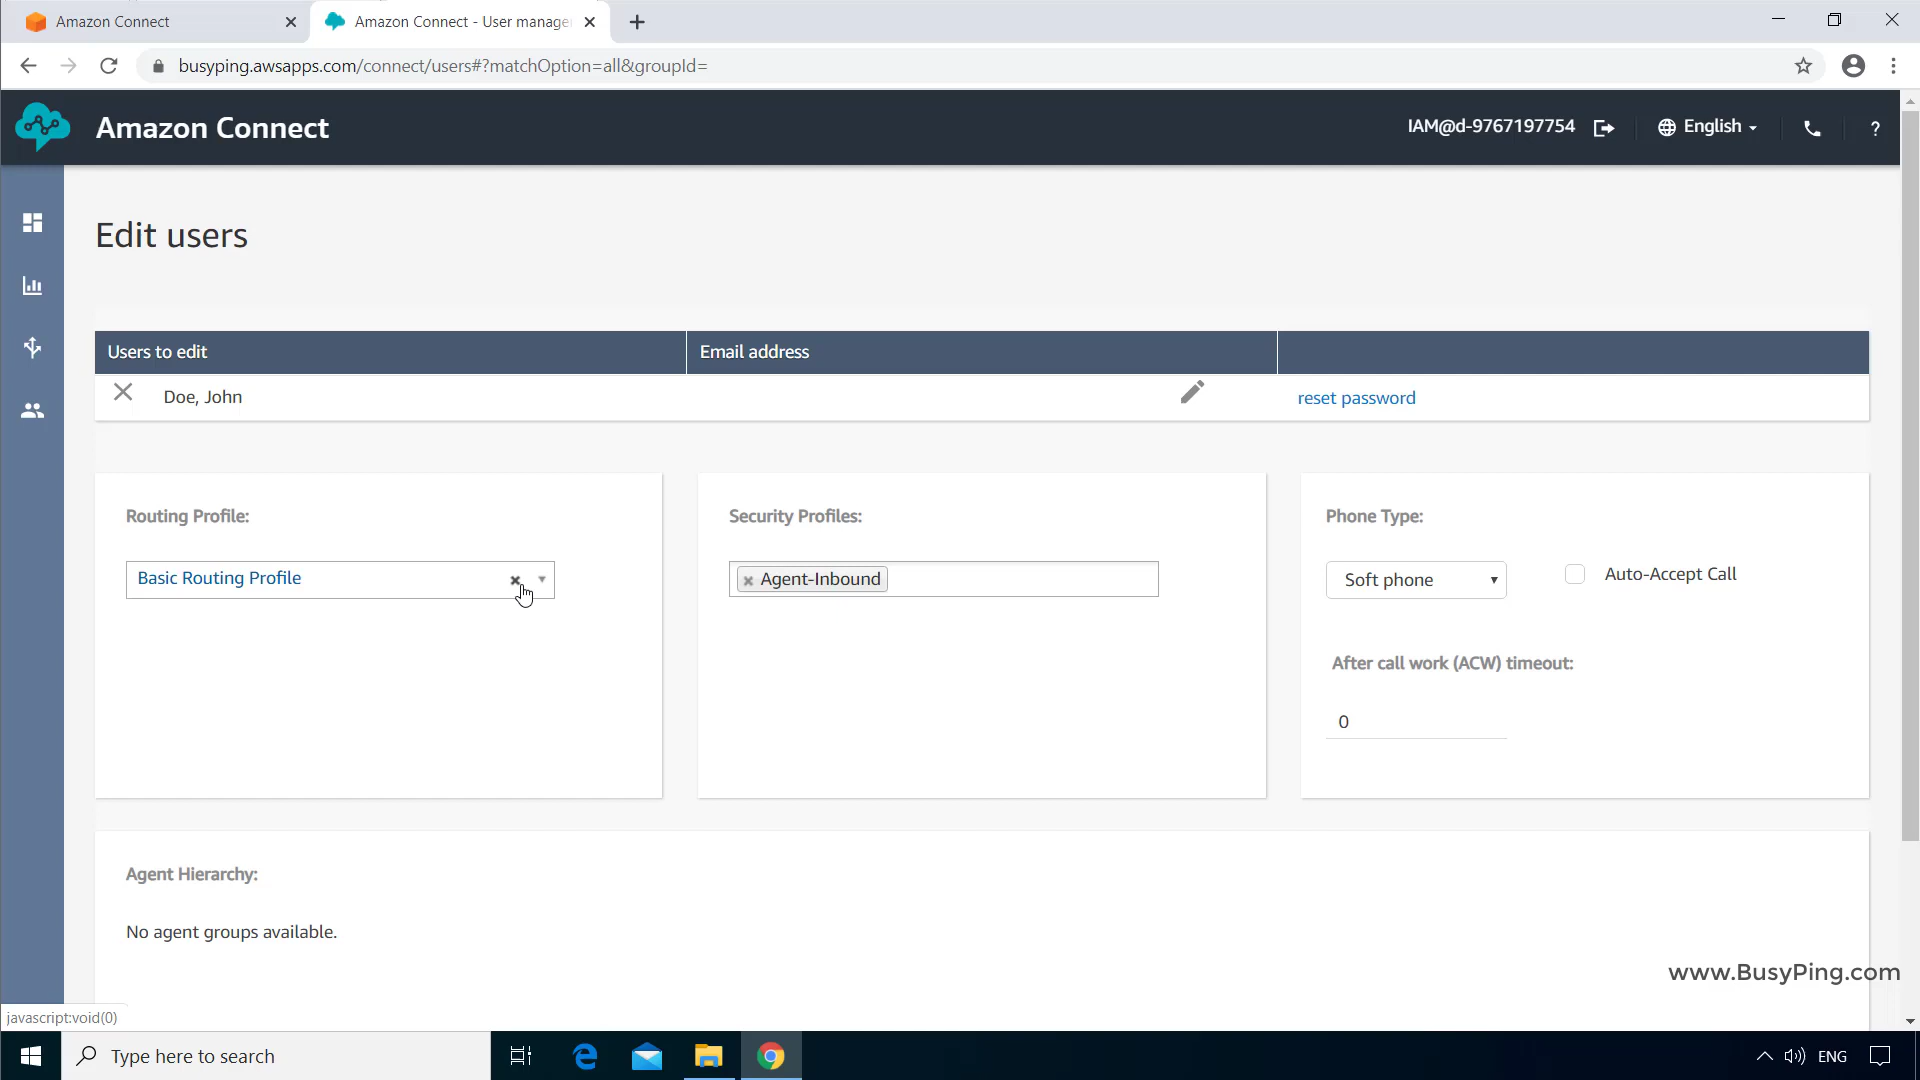 Amazon Connect
Amazon Connect - User manage
busyping.awsapps.com/connect/users#?matchOption=all&groupId=
Amazon Connect
IAM@d-9767197754
English
?
Edit users
Users to edit
Email address
Doe, John
reset password
Routing Profile:
Security Profiles:
Phone Type:
Basic Routing Profile
Agent-Inbound
Soft phone
Auto-Accept Call
After call work (ACW) timeout:
0
Agent Hierarchy:
No agent groups available.
www.BusyPing.com
javascript:void(0)
Type here to search
ENG